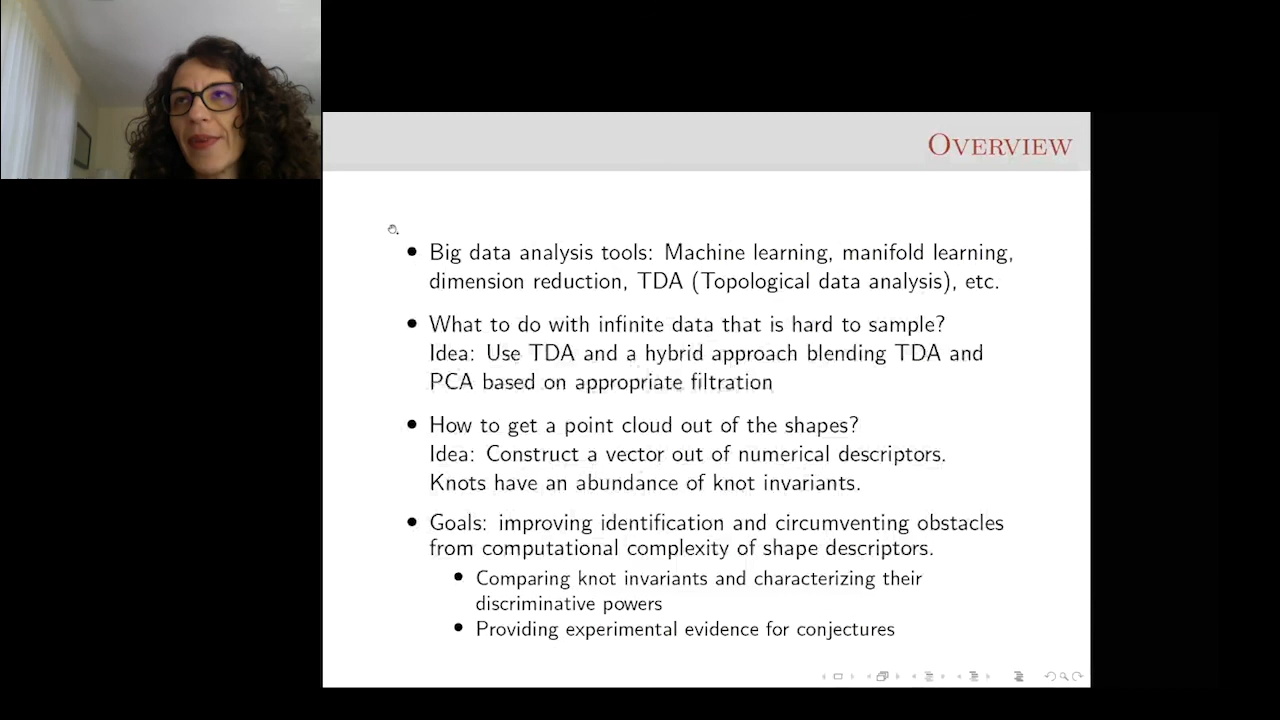 Overview
• Big data analysis tools: Machine learning, manifold learning,
dimension reduction, TDA (Topological data analysis), etc.
• What to do with infinite data that is hard to sample?
Idea: Use TDA and a hybrid approach blending TDA and
PCA based on appropriate filtration
• How to get a point cloud out of the shapes?
Idea: Construct a vector out of numerical descriptors.
Knots have an abundance of knot invariants.
• Goals: improving identification and circumventing obstacles
from computational complexity of shape descriptors.
• Comparing knot invariants and characterizing their
discriminative powers
• Providing experimental evidence for conjectures